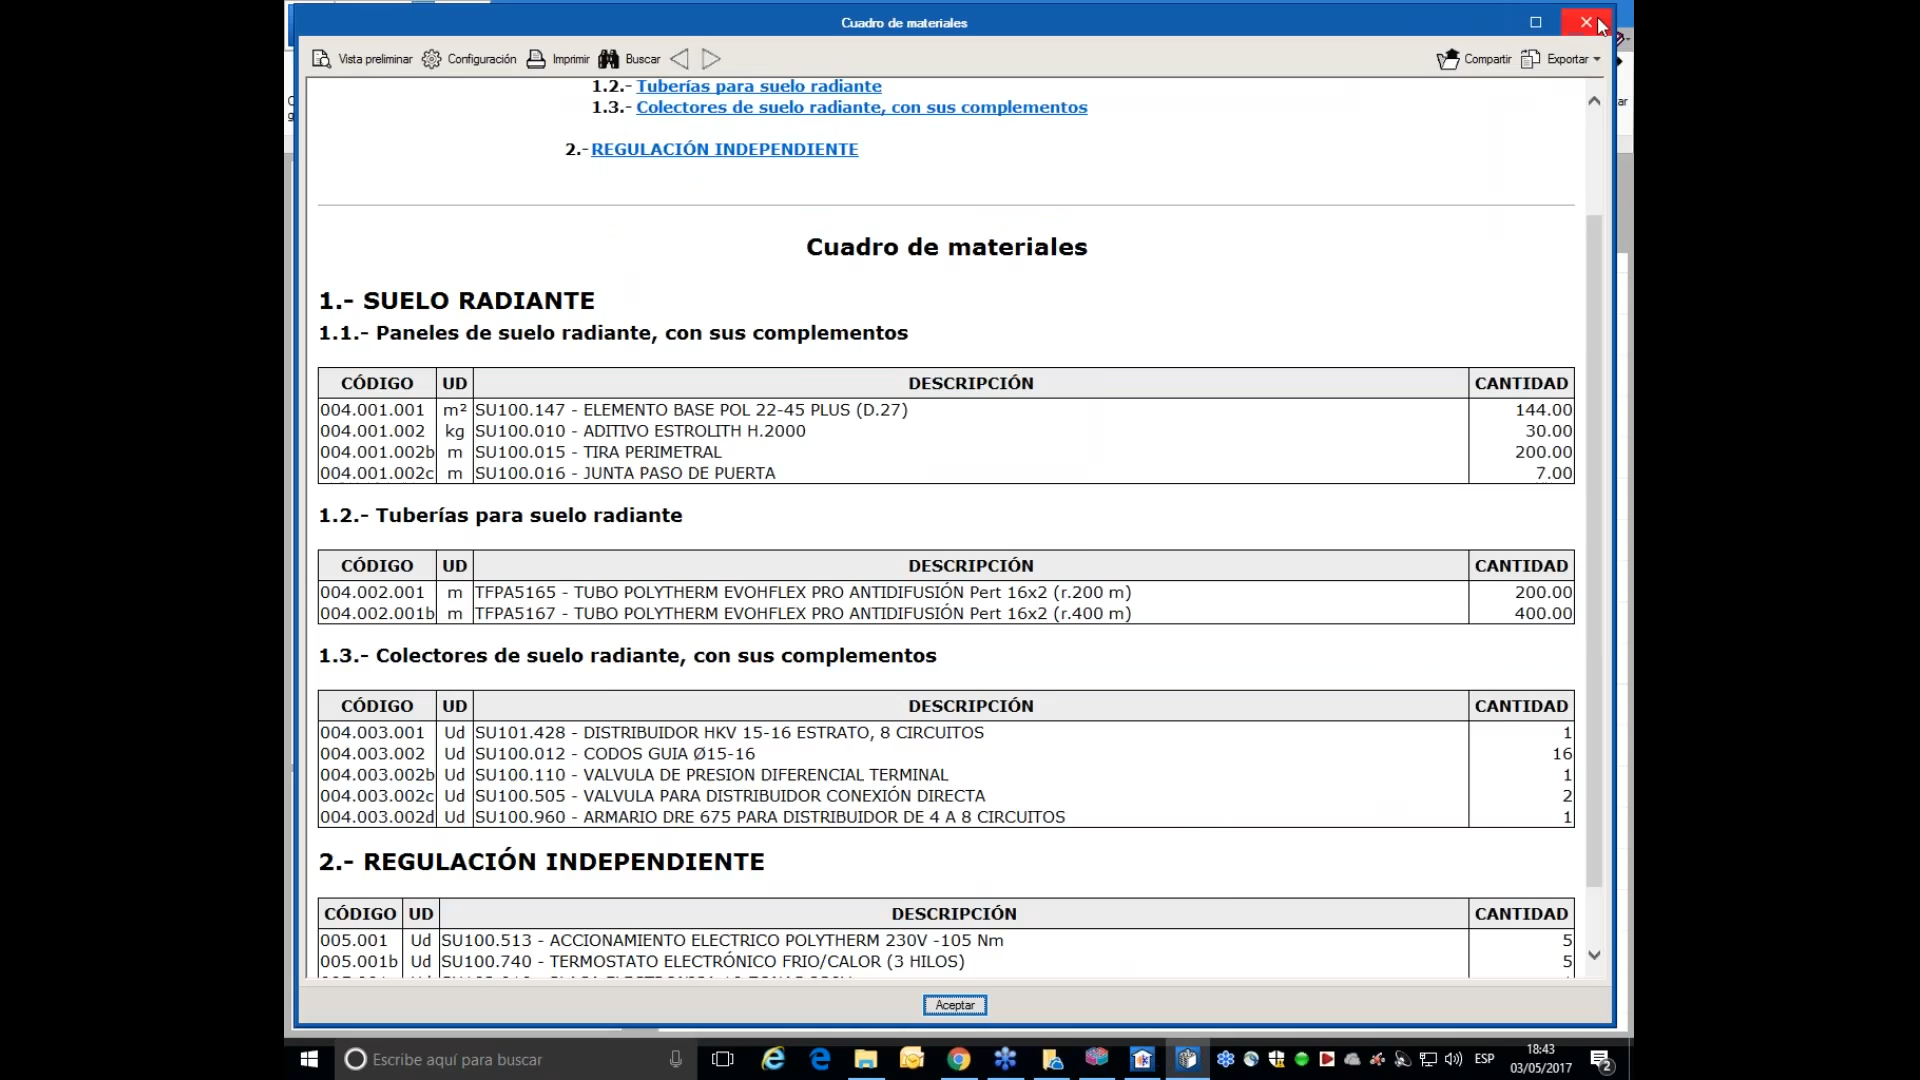 Cuadro de materiales
Vista preliminar Configuración Imprimir Buscar Compartir Exportar
1.2.- Tuberías para suelo radiante
1.3.- Colectores de suelo radiante, con sus complementos
2.- REGULACIÓN INDEPENDIENTE
Cuadro de materiales
1.- SUELO RADIANTE
1.1.- Paneles de suelo radiante, con sus complementos
CÓDIGO UD DESCRIPCIÓN CANTIDAD
004.001.001 m² SU100.147 - ELEMENTO BASE POL 22-45 PLUS (D.27) 144.00
004.001.002 kg SU100.010 - ADITIVO ESTROLITH H.2000 30.00
004.001.002b m SU100.015 - TIRA PERIMETRAL 200.00
004.001.002c m SU100.016 - JUNTA PASO DE PUERTA 7.00
1.2.- Tuberías para suelo radiante
CÓDIGO UD DESCRIPCIÓN CANTIDAD
004.002.001 m TFPA5165 - TUBO POLYTHERM EVOHFLEX PRO ANTIDIFUSIÓN Pert 16x2 (r.200 m) 200.00
004.002.001b m TFPA5167 - TUBO POLYTHERM EVOHFLEX PRO ANTIDIFUSIÓN Pert 16x2 (r.400 m) 400.00
1.3.- Colectores de suelo radiante, con sus complementos
CÓDIGO UD DESCRIPCIÓN CANTIDAD
004.003.001 Ud SU101.428 - DISTRIBUIDOR HKV 15-16 ESTRATO, 8 CIRCUITOS 1
004.003.002 Ud SU100.012 - CODOS GUIA Ø15-16 16
004.003.002b Ud SU100.110 - VALVULA DE PRESION DIFERENCIAL TERMINAL 1
004.003.002c Ud SU100.505 - VALVULA PARA DISTRIBUIDOR CONEXIÓN DIRECTA 2
004.003.002d Ud SU100.960 - ARMARIO DRE 675 PARA DISTRIBUIDOR DE 4 A 8 CIRCUITOS 1
2.- REGULACIÓN INDEPENDIENTE
CÓDIGO UD DESCRIPCIÓN CANTIDAD
005.001 Ud SU100.513 - ACCIONAMIENTO ELECTRICO POLYTHERM 230V -105 Nm 5
005.001b Ud SU100.740 - TERMOSTATO ELECTRÓNICO FRIO/CALOR (3 HILOS) 5
Aceptar
Escribe aquí para buscar
ESP
18:43
03/05/2017
2